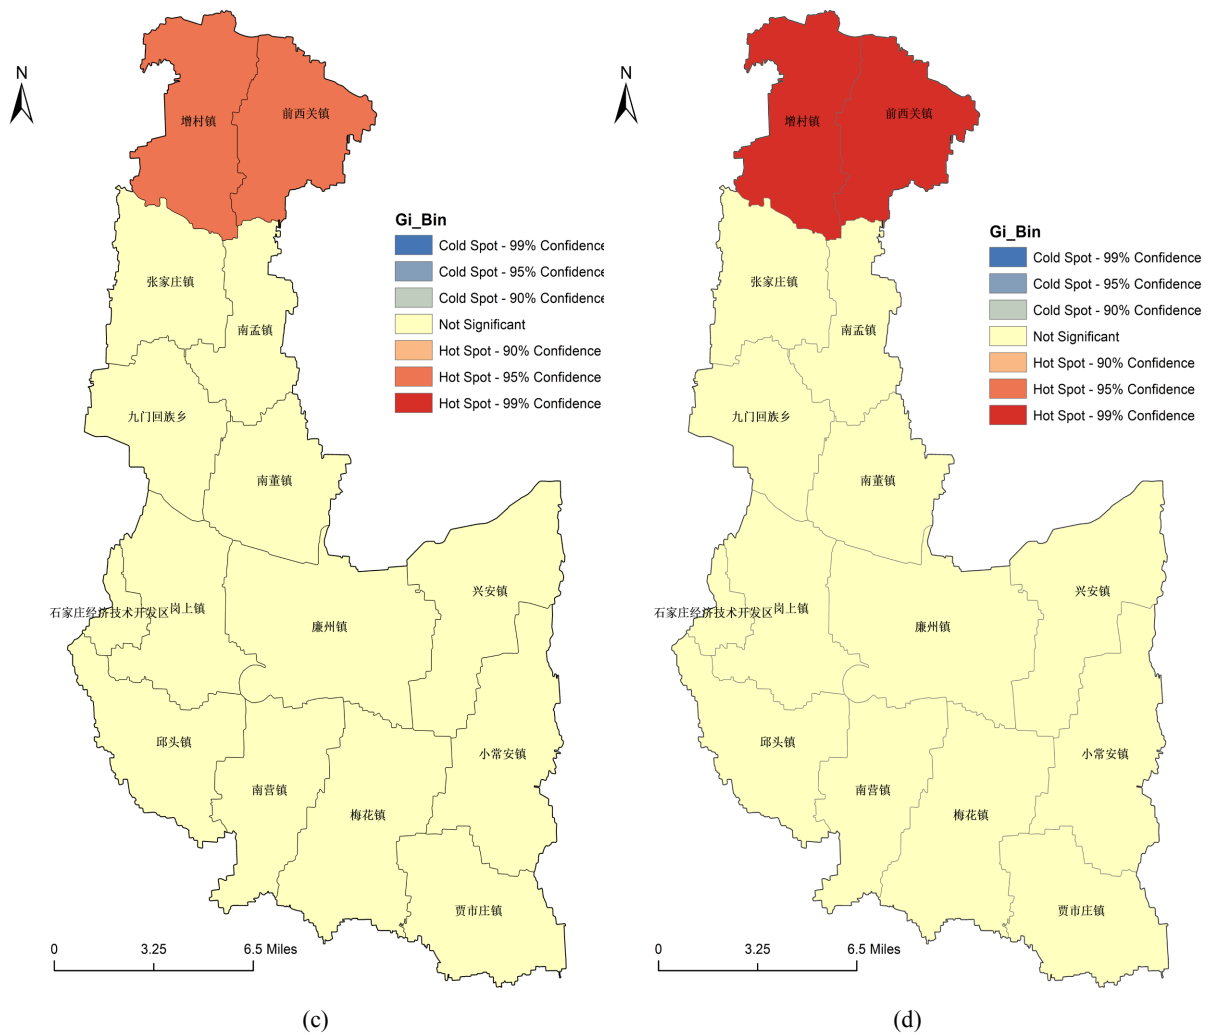 N
增村镇
前西关镇
Gi_Bin
Cold Spot - 99% Confidence
Cold Spot - 95% Confidence
Cold Spot - 90% Confidence
Not Significant
Hot Spot - 90% Confidence
Hot Spot - 95% Confidence
Hot Spot - 99% Confidence
张家庄镇
南孟镇
九门回族乡
南董镇
兴安镇
石家庄经济技术开发区
岗上镇
廉州镇
邱头镇
小常安镇
南营镇
梅花镇
贾市庄镇
0 3.25 6.5 Miles
(c)
N
增村镇
前西关镇
Gi_Bin
Cold Spot - 99% Confidence
Cold Spot - 95% Confidence
Cold Spot - 90% Confidence
Not Significant
Hot Spot - 90% Confidence
Hot Spot - 95% Confidence
Hot Spot - 99% Confidence
张家庄镇
南孟镇
九门回族乡
南董镇
兴安镇
石家庄经济技术开发区
岗上镇
廉州镇
邱头镇
小常安镇
南营镇
梅花镇
贾市庄镇
0 3.25 6.5 Miles
(d)